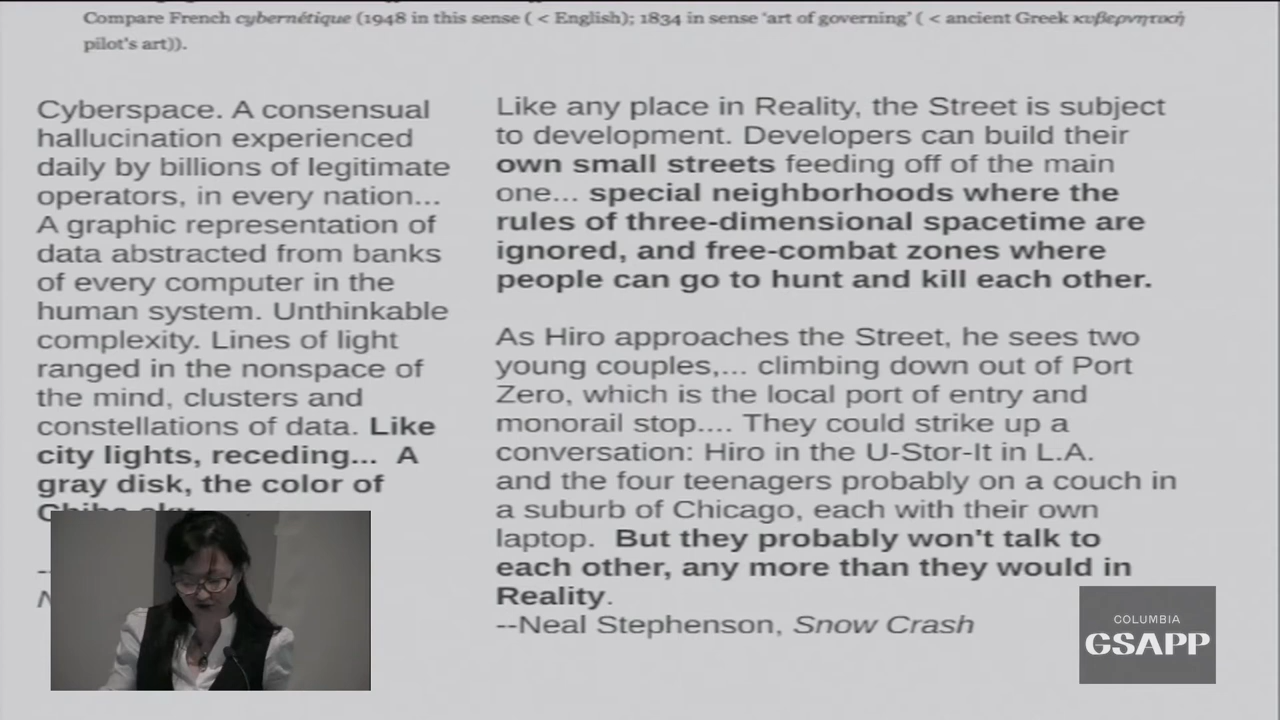 Compare French cybernétique (1948 in this sense ( < English); 1834 in sense ‘art of governing’ ( < ancient Greek κυβερνητική
pilot's art)).
Cyberspace. A consensual
hallucination experienced
daily by billions of legitimate
operators, in every nation...
A graphic representation of
data abstracted from banks
of every computer in the
human system. Unthinkable
complexity. Lines of light
ranged in the nonspace of
the mind, clusters and
constellations of data. Like
city lights, receding... A
gray disk, the color of
Chiba sky
Like any place in Reality, the Street is subject
to development. Developers can build their
own small streets feeding off of the main
one... special neighborhoods where the
rules of three-dimensional spacetime are
ignored, and free-combat zones where
people can go to hunt and kill each other.
As Hiro approaches the Street, he sees two
young couples,... climbing down out of Port
Zero, which is the local port of entry and
monorail stop.... They could strike up a
conversation: Hiro in the U-Stor-It in L.A.
and the four teenagers probably on a couch in
a suburb of Chicago, each with their own
laptop. But they probably won't talk to
each other, any more than they would in
Reality.
--Neal Stephenson, Snow Crash
COLUMBIA
GSAPP